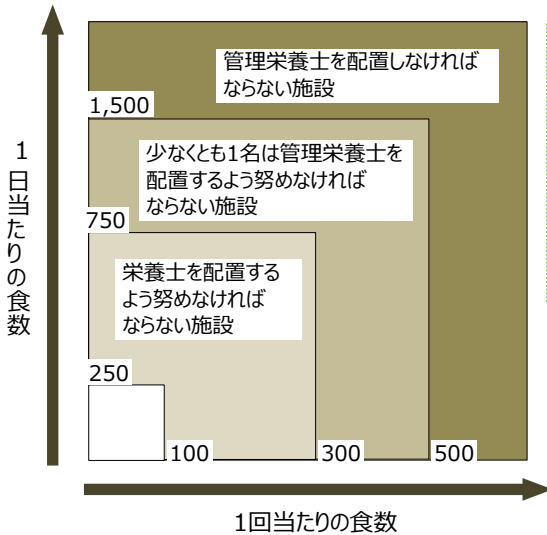 管理栄養士を配置しなければ
ならない施設
1,500
少なくとも1名は管理栄養士を
配置するよう努めなければ
ならない施設
750
栄養士を配置する
よう努めなければ
ならない施設
250
100
300
500
1日当たりの食数
1回当たりの食数